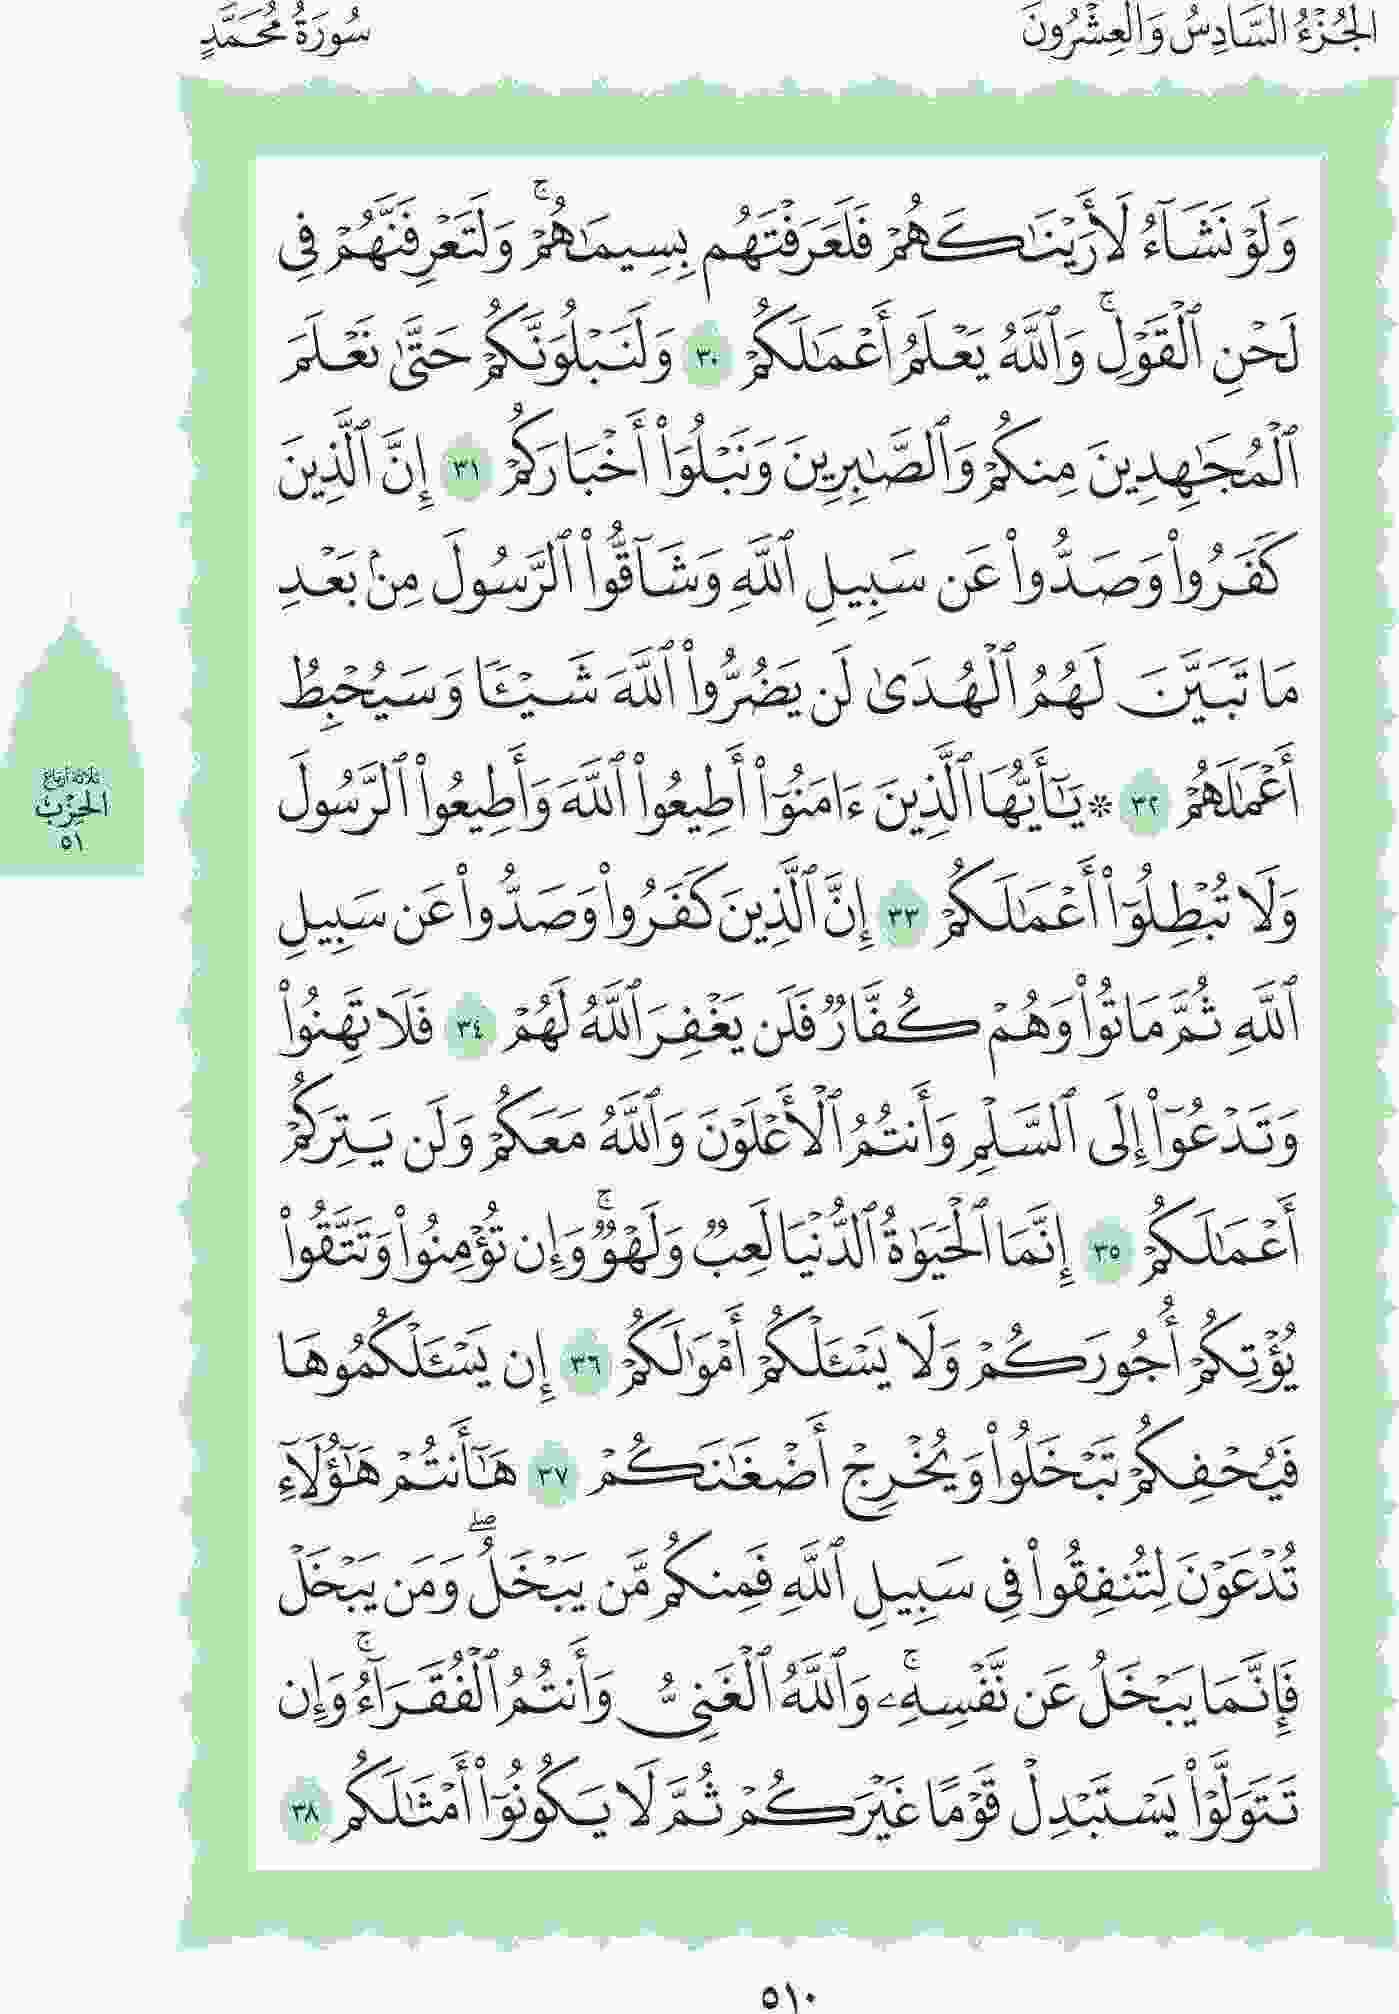 الجُزْءُ السَّادِسُ وَالْعِشْرُونَ
سُورَةُ مُحَمَّدٍ
وَلَوْ نَشَآءُ لَأَرَيْنَٰكَهُمْ فَلَعَرَفْتَهُم بِسِيمَٰهُمْ ۚ وَلَتَعْرِفَنَّهُمْ فِى
لَحْنِ ٱلْقَوْلِ ۚ وَٱللَّهُ يَعْلَمُ أَعْمَٰلَكُمْ ٣٠ وَلَنَبْلُوَنَّكُمْ حَتَّىٰ نَعْلَمَ
ٱلْمُجَٰهِدِينَ مِنكُمْ وَٱلصَّٰبِرِينَ وَنَبْلُوَا۟ أَخْبَارَكُمْ ٣١ إِنَّ ٱلَّذِينَ
كَفَرُوا۟ وَصَدُّوا۟ عَن سَبِيلِ ٱللَّهِ وَشَآقُّوا۟ ٱلرَّسُولَ مِنۢ بَعْدِ
مَا تَبَيَّنَ لَهُمُ ٱلْهُدَىٰ لَن يَضُرُّوا۟ ٱللَّهَ شَيْـًٔا وَسَيُحْبِطُ
أَعْمَٰلَهُمْ ٣٢ ۞ يَٰٓأَيُّهَا ٱلَّذِينَ ءَامَنُوٓا۟ أَطِيعُوا۟ ٱللَّهَ وَأَطِيعُوا۟ ٱلرَّسُولَ
وَلَا تُبْطِلُوٓا۟ أَعْمَٰلَكُمْ ٣٣ إِنَّ ٱلَّذِينَ كَفَرُوا۟ وَصَدُّوا۟ عَن سَبِيلِ
ٱللَّهِ ثُمَّ مَاتُوا۟ وَهُمْ كُفَّارٌ فَلَن يَغْفِرَ ٱللَّهُ لَهُمْ ٣٤ فَلَا تَهِنُوا۟
وَتَدْعُوٓا۟ إِلَى ٱلسَّلْمِ وَأَنتُمُ ٱلْأَعْلَوْنَ وَٱللَّهُ مَعَكُمْ وَلَن يَتِرَكُمْ
أَعْمَٰلَكُمْ ٣٥ إِنَّمَا ٱلْحَيَوٰةُ ٱلدُّنْيَا لَعِبٌ وَلَهْوٌ ۚ وَإِن تُؤْمِنُوا۟ وَتَتَّقُوا۟
يُؤْتِكُمْ أُجُورَكُمْ وَلَا يَسْـَٔلْكُمْ أَمْوَٰلَكُمْ ٣٦ إِن يَسْـَٔلْكُمُوهَا
فَيُحْفِكُمْ تَبْخَلُوا۟ وَيُخْرِجْ أَضْغَٰنَكُمْ ٣٧ هَٰٓأَنتُمْ هَٰٓؤُلَآءِ
تُدْعَوْنَ لِتُنفِقُوا۟ فِى سَبِيلِ ٱللَّهِ فَمِنكُم مَّن يَبْخَلُ ۖ وَمَن يَبْخَلْ
فَإِنَّمَا يَبْخَلُ عَن نَّفْسِهِۦ ۚ وَٱللَّهُ ٱلْغَنِىُّ وَأَنتُمُ ٱلْفُقَرَآءُ ۚ وَإِن
تَتَوَلَّوْا۟ يَسْتَبْدِلْ قَوْمًا غَيْرَكُمْ ثُمَّ لَا يَكُونُوٓا۟ أَمْثَٰلَكُم ٣٨
ثلاثة أرباع
الحِزْبِ
٥١
٥١٠